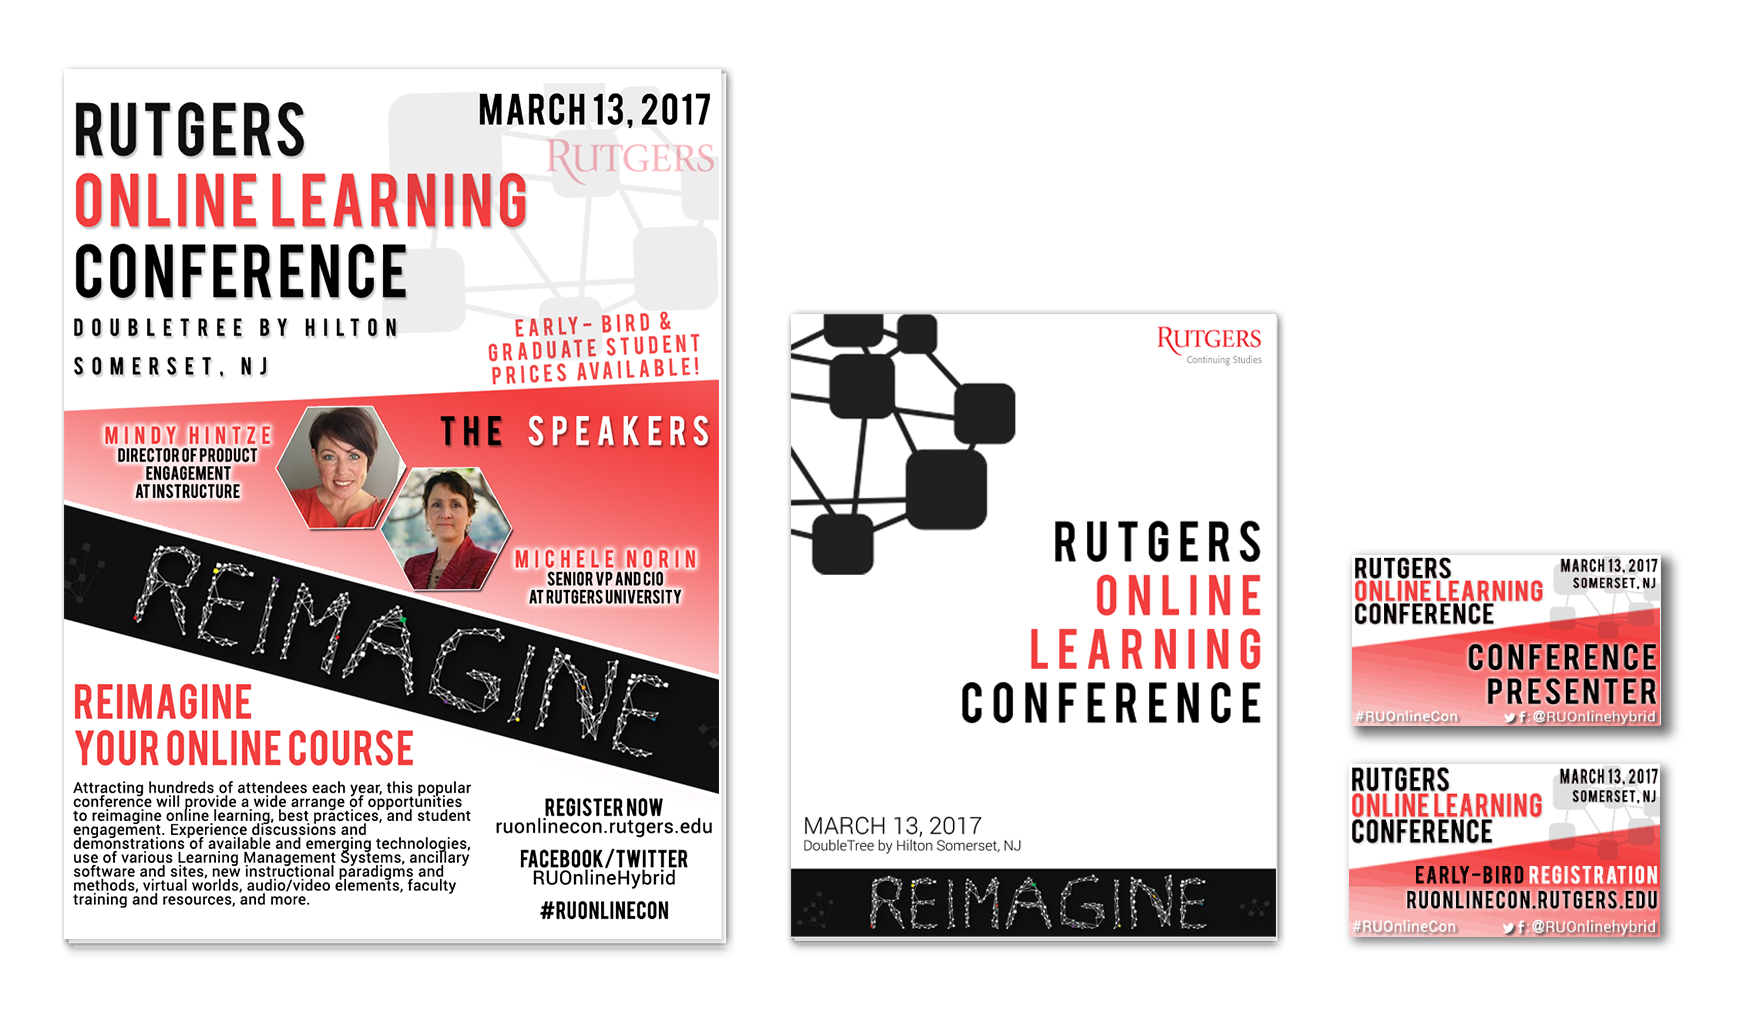 RUTGERS
ONLINE LEARNING
CONFERENCE
DOUBLETREE BY HILTON
SOMERSET, NJ
MARCH 13, 2017
RUTGERS
EARLY- BIRD &
GRADUATE STUDENT
PRICES AVAILABLE!
THE SPEAKERS
MINDY HINTZE
DIRECTOR OF PRODUCT
ENGAGEMENT
AT INSTRUCTURE
MICHELE NORIN
SENIOR VP AND CIO
AT RUTGERS UNIVERSITY
REIMAGINE
REIMAGINE
YOUR ONLINE COURSE
Attracting hundreds of attendees each year, this popular
conference will provide a wide arrange of opportunities
to reimagine online learning, best practices, and student
engagement. Experience discussions and
demonstrations of available and emerging technologies,
use of various Learning Management Systems, ancillary
software and sites, new instructional paradigms and
methods, virtual worlds, audio/video elements, faculty
training and resources, and more.
REGISTER NOW
ruonlinecon.rutgers.edu
FACEBOOK/TWITTER
RUOnlineHybrid
#RUONLINECON
RUTGERS
Continuing Studies
RUTGERS
ONLINE
LEARNING
CONFERENCE
MARCH 13, 2017
DoubleTree by Hilton Somerset, NJ
REIMAGINE
RUTGERS
ONLINE LEARNING
CONFERENCE
MARCH 13, 2017
SOMERSET, NJ
CONFERENCE
PRESENTER
#RUOnlineCon
f: @RUOnlinehybrid
RUTGERS
ONLINE LEARNING
CONFERENCE
MARCH 13, 2017
SOMERSET, NJ
EARLY-BIRD REGISTRATION
RUONLINECON.RUTGERS.EDU
#RUOnlineCon
f: @RUOnlinehybrid